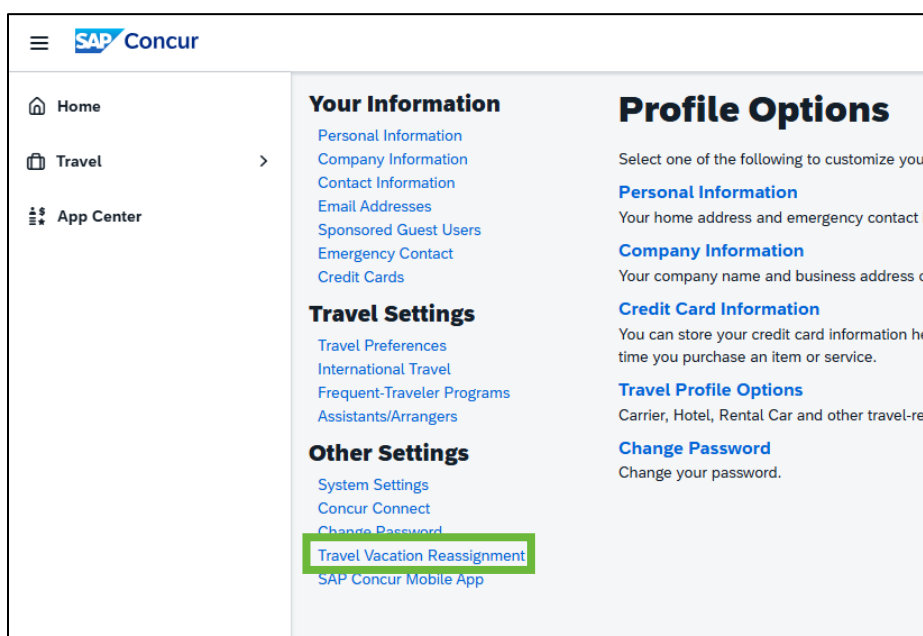 SAP Concur
Home
Travel
App Center
Your Information
Personal Information
Company Information
Contact Information
Email Addresses
Sponsored Guest Users
Emergency Contact
Credit Cards
Travel Settings
Travel Preferences
International Travel
Frequent-Traveler Programs
Assistants/Arrangers
Other Settings
System Settings
Concur Connect
Change Password
Travel Vacation Reassignment
SAP Concur Mobile App
Profile Options
Select one of the following to customize you
Personal Information
Your home address and emergency contact
Company Information
Your company name and business address
Credit Card Information
You can store your credit card information he
time you purchase an item or service.
Travel Profile Options
Carrier, Hotel, Rental Car and other travel-re
Change Password
Change your password.